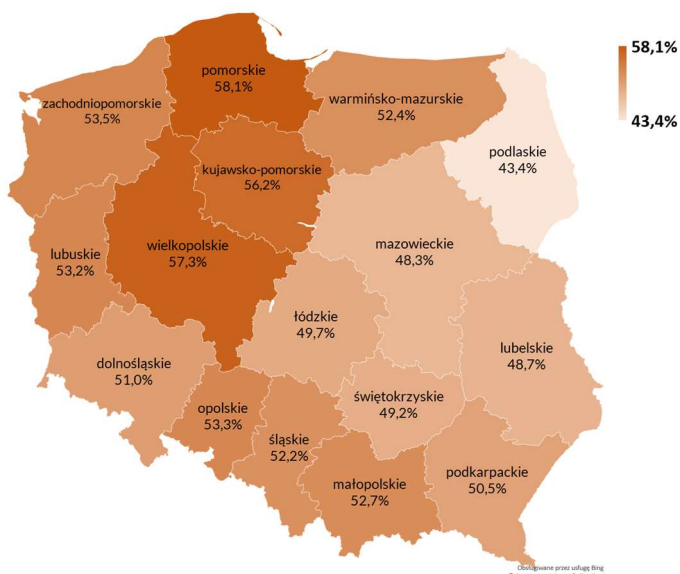 pomorskie
58,1%
zachodniopomorskie
53,5%
warmińsko-mazurskie
52,4%
58,1%
43,4%
podlaskie
43,4%
kujawsko-pomorskie
56,2%
wielkopolskie
57,3%
mazowieckie
48,3%
lubuskie
53,2%
łódzkie
49,7%
lubelskie
48,7%
dolnośląskie
51,0%
świętokrzyskie
49,2%
opolskie
53,3%
śląskie
52,2%
małopolskie
52,7%
podkarpackie
50,5%
Obsługiwane przez usługę Bing